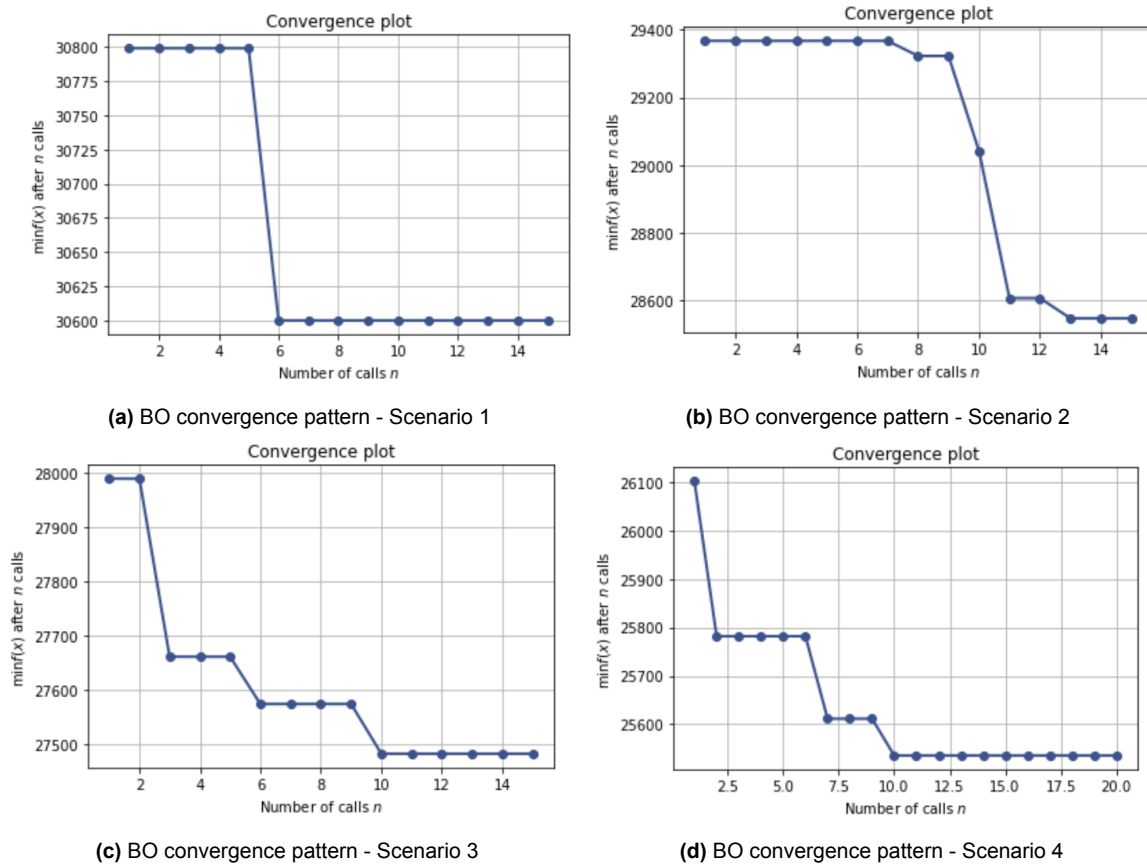 Convergence plot
30800
30775
30750
30725
30700
30675
30650
30625
30600
min f(x) after n calls
2 4 6 8 10 12 14
Number of calls n
(a) BO convergence pattern - Scenario 1
Convergence plot
29400
29200
29000
28800
28600
min f(x) after n calls
2 4 6 8 10 12 14
Number of calls n
(b) BO convergence pattern - Scenario 2
Convergence plot
28000
27900
27800
27700
27600
27500
min f(x) after n calls
2 4 6 8 10 12 14
Number of calls n
(c) BO convergence pattern - Scenario 3
Convergence plot
26100
26000
25900
25800
25700
25600
min f(x) after n calls
2.5 5.0 7.5 10.0 12.5 15.0 17.5 20.0
Number of calls n
(d) BO convergence pattern - Scenario 4